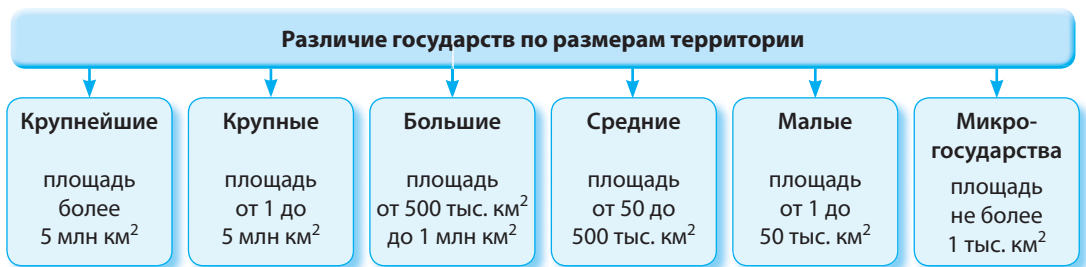 Различие государств по размерам территории
Крупнейшие
площадь
более
5 млн км²
Крупные
площадь
от 1 до
5 млн км²
Большие
площадь
от 500 тыс. км²
до 1 млн км²
Средние
площадь
от 50 до
500 тыс. км²
Малые
площадь
от 1 до
50 тыс. км²
Микро-
государства
площадь
не более
1 тыс. км²